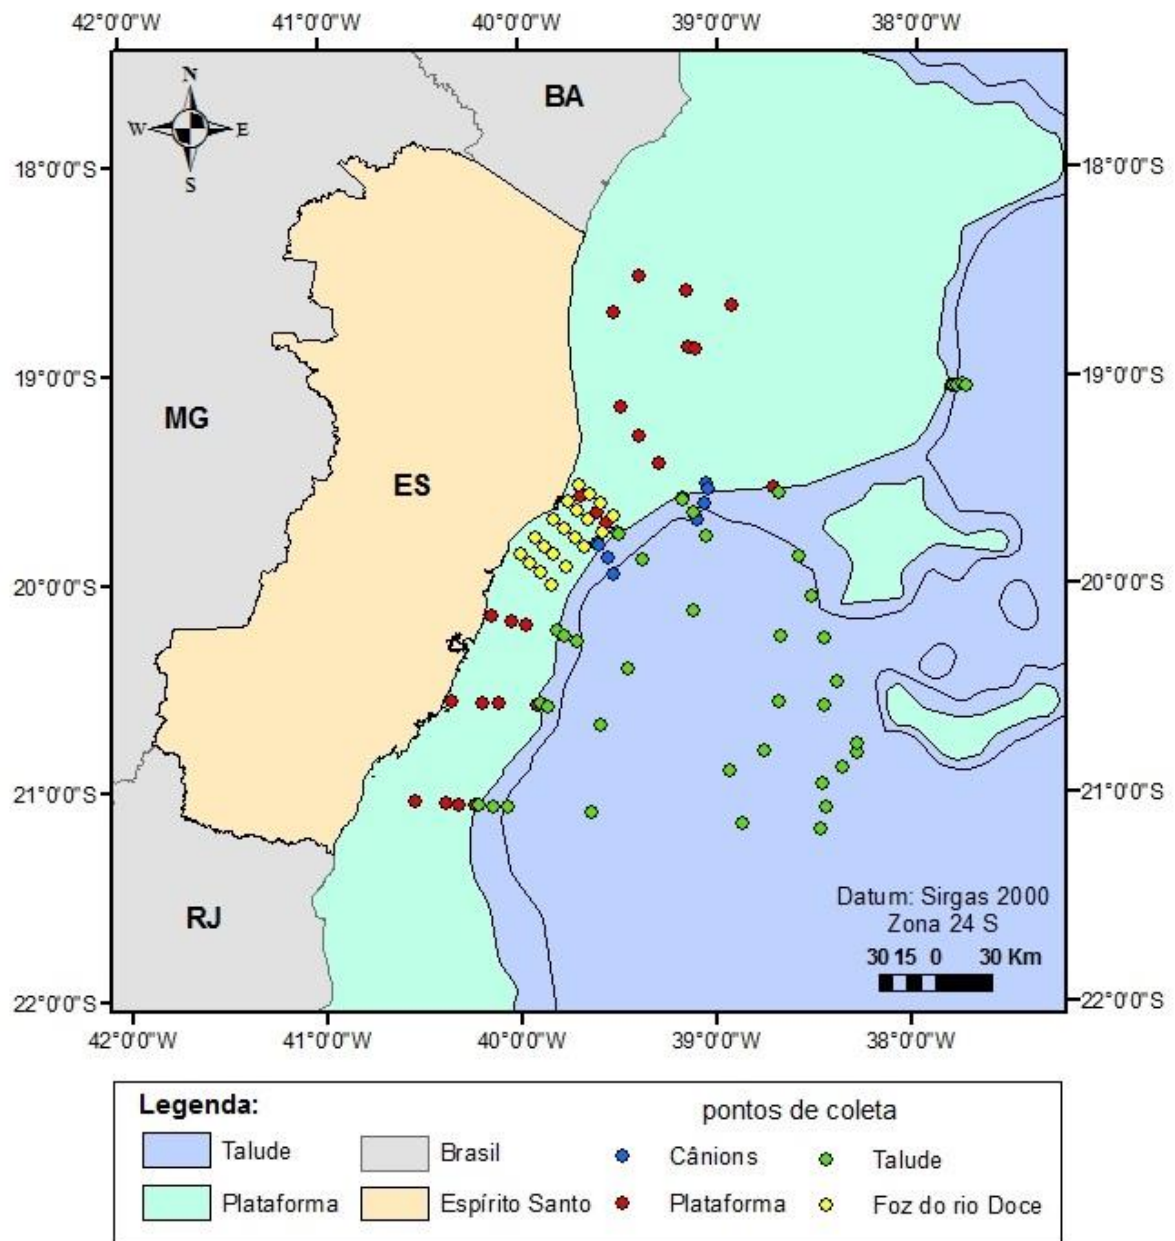 42°0'0"W 41°0'0"W 40°0'0"W 39°0'0"W 38°0'0"W
N
W E
S
BA
18°0'0"S 18°0'0"S
19°0'0"S 19°0'0"S
MG
ES
20°0'0"S 20°0'0"S
21°0'0"S 21°0'0"S
RJ
Datum: Sirgas 2000
Zona 24 S
30 15 0 30 Km
22°0'0"S 22°0'0"S
42°0'0"W 41°0'0"W 40°0'0"W 39°0'0"W 38°0'0"W
Legenda:
pontos de coleta
Talude Brasil Cânions Talude
Plataforma Espírito Santo Plataforma Foz do rio Doce